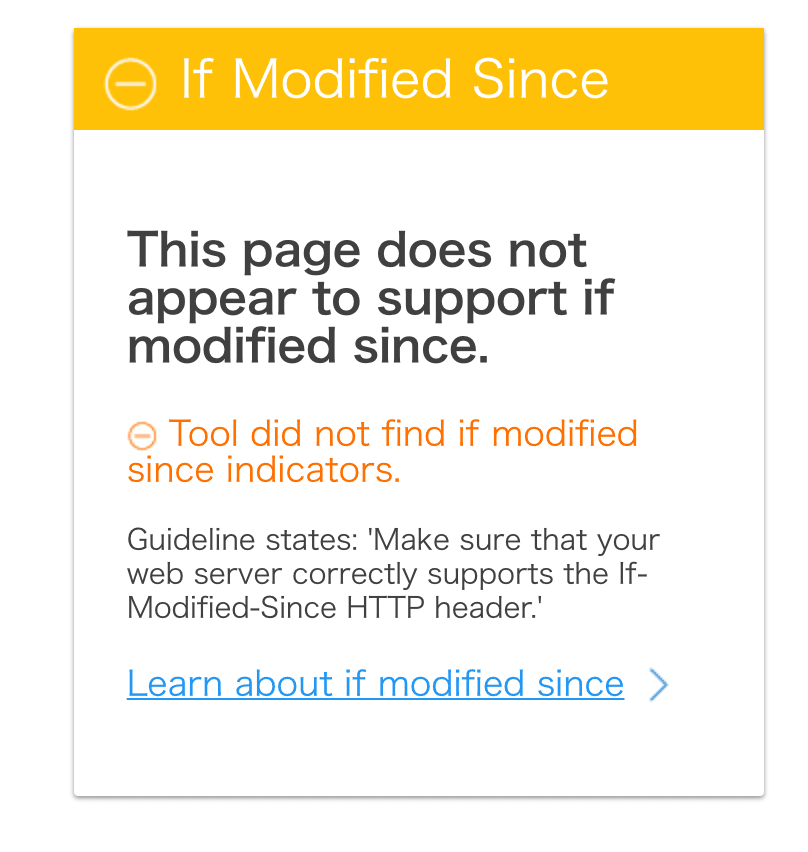 If Modified Since
This page does not
appear to support if
modified since.
Tool did not find if modified
since indicators.
Guideline states: 'Make sure that your
web server correctly supports the If-
Modified-Since HTTP header.'
Learn about if modified since